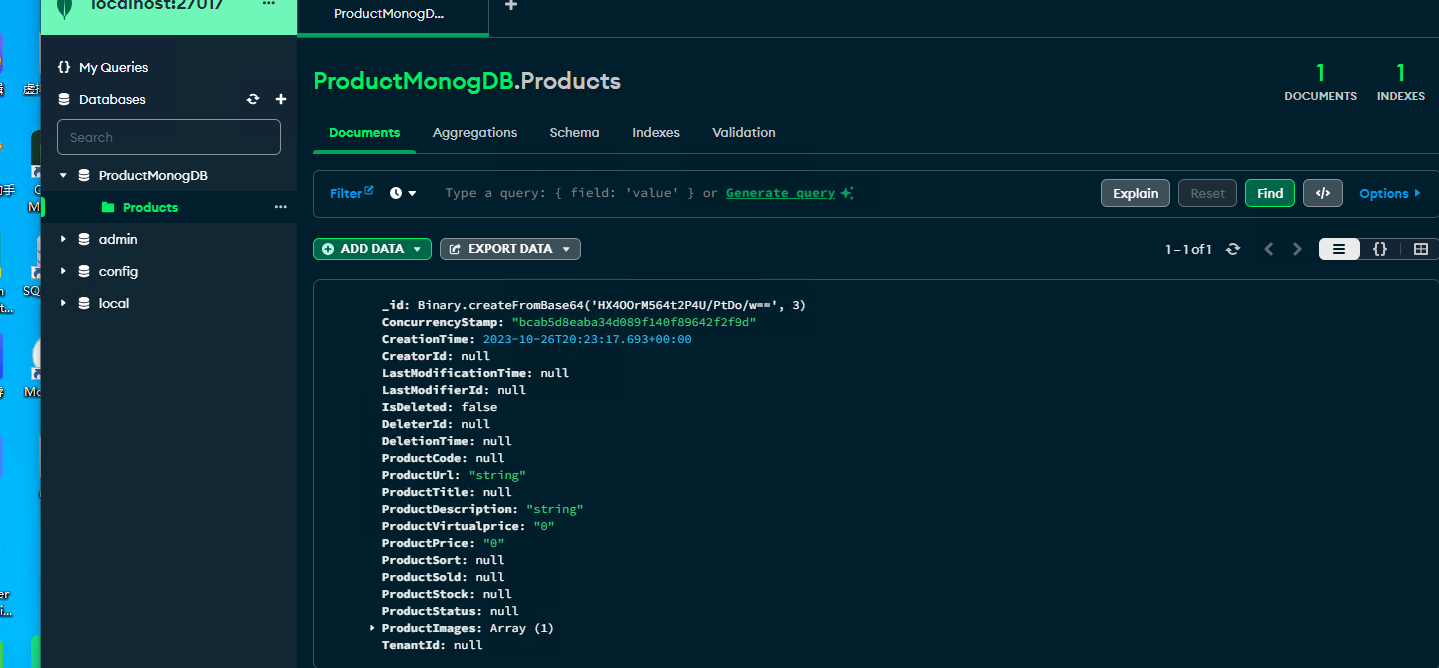 localhost:27017
ProductMonogD...
My Queries
Databases
Search
ProductMonogDB
Products
admin
config
local
ProductMonogDB.Products
1
DOCUMENTS
1
INDEXES
Documents
Aggregations
Schema
Indexes
Validation
Filter
Type a query: { field: 'value' } or Generate query
Explain
Reset
Find
</>
Options
ADD DATA
EXPORT DATA
1-1 of 1
{}
_id: Binary.createFromBase64('HX4OOrM564t2P4U/PtDo/w==', 3)
ConcurrencyStamp: "bcab5d8eaba34d089f140f89642f2f9d"
CreationTime: 2023-10-26T20:23:17.693+00:00
CreatorId: null
LastModificationTime: null
LastModifierId: null
IsDeleted: false
DeleterId: null
DeletionTime: null
ProductCode: null
ProductUrl: "string"
ProductTitle: null
ProductDescription: "string"
ProductVirtualprice: "0"
ProductPrice: "0"
ProductSort: null
ProductSold: null
ProductStock: null
ProductStatus: null
ProductImages: Array (1)
TenantId: null